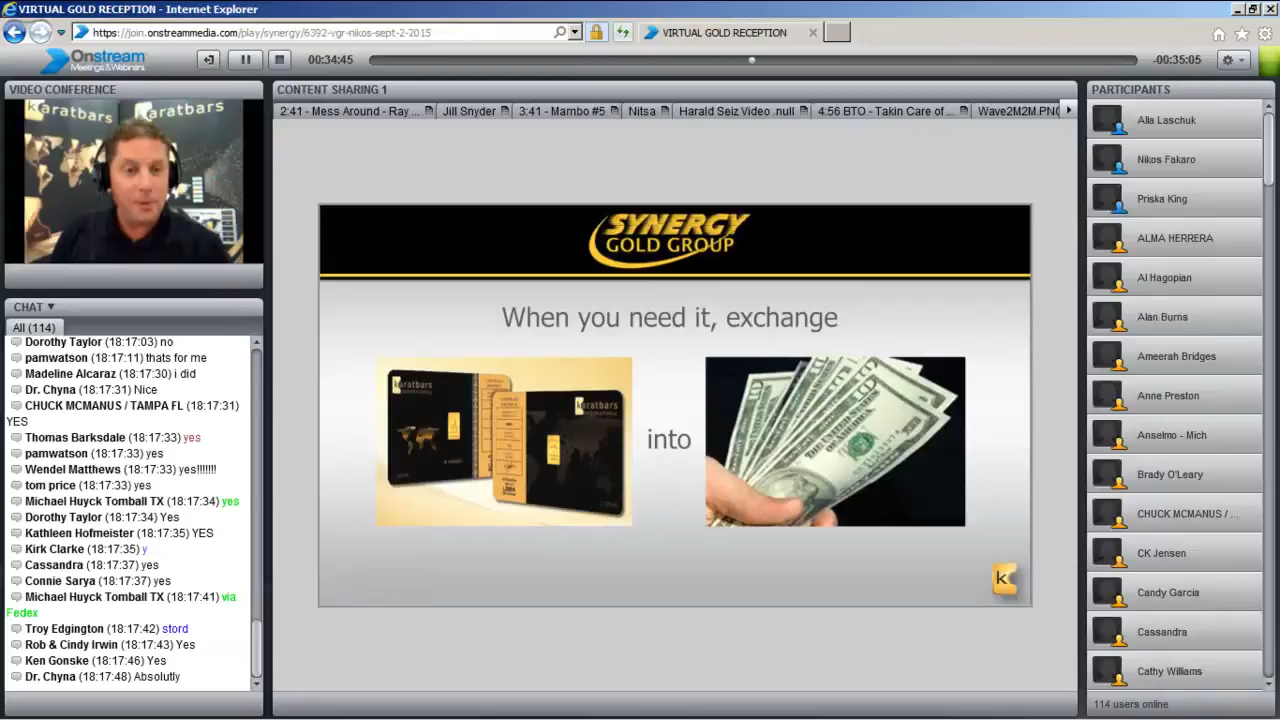 VIRTUAL GOLD RECEPTION - Internet Explorer
https://join.onstreammedia.com/play/synergy/6392-vgr-nikos-sept-2-2015
VIRTUAL GOLD RECEPTION
Onstream
Meetings & Webinars
00:34:45
-00:35:05
VIDEO CONFERENCE
karatbars
karatbars
CHAT
All (114)
Dorothy Taylor (18:17:03) no
pamwatson (18:17:11) thats for me
Madeline Alcaraz (18:17:30) i did
Dr. Chyna (18:17:31) Nice
CHUCK MCMANUS / TAMPA FL (18:17:31)
YES
Thomas Barksdale (18:17:33) yes
pamwatson (18:17:33) yes
Wendel Matthews (18:17:33) yes!!!!!!!
tom price (18:17:33) yes
Michael Huyck Tomball TX (18:17:34) yes
Dorothy Taylor (18:17:34) Yes
Kathleen Hofmeister (18:17:35) YES
Kirk Clarke (18:17:35) y
Cassandra (18:17:37) yes
Connie Sarya (18:17:37) yes
Michael Huyck Tomball TX (18:17:41) via
Fedex
Troy Edgington (18:17:42) stord
Rob & Cindy Irwin (18:17:43) Yes
Ken Gonske (18:17:46) Yes
Dr. Chyna (18:17:48) Absolutly
CONTENT SHARING 1
2:41 - Mess Around - Ray ...
Jill Snyder
3:41 - Mambo #5
Nitsa
Harald Seiz Video .null
4:56 BTO - Takin Care of ...
Wave2M2M.PNG
SYNERGY
GOLD GROUP
When you need it, exchange
karatbars
karatbars
into
k
PARTICIPANTS
Alla Laschuk
Nikos Fakaro
Priska King
ALMA HERRERA
Al Hagopian
Alan Burns
Ameerah Bridges
Anne Preston
Anselmo - Mich
Brady O'Leary
CHUCK MCMANUS / ...
CK Jensen
Candy Garcia
Cassandra
Cathy Williams
114 users online